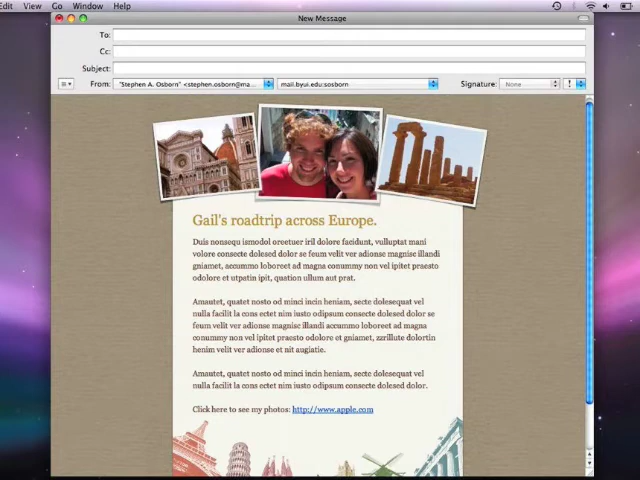 Edit View Go Window Help
New Message
To:
Cc:
Subject:
From: "Stephen A. Osborn" <stephen.osborn@ma... mail.byui.edu:sosborn Signature: None !
Gail's roadtrip across Europe.
Duis nonsequ ismodol oreetuer iril dolore facidunt, vulluptat mani
volore consecte dolesed dolor se feum velit ver adionse magnisc illandi
gniamet, accummo loboreet ad magna conummy non vel ipitet praesto
odolore et utpatin ipit, quation ullum aut prat.
Amautet, quatet nosto od minci incin heniam, secte dolesequat vel
nulla facilit la cons ectet nim iusto odipsum consecte dolesed dolor se
feum velit ver adionse magnisc illandi accummo loboreet ad magna
conummy non vel ipitet praesto odolore et gniamet, zzrillute dolortin
henim velit ver adionse et nit augiatie.
Amautet, quatet nosto od minci incin heniam, secte dolesequat vel
nulla facilit la cons ectet nim iusto odipsum consecte dolesed dolor.
Click here to see my photos: http://www.apple.com